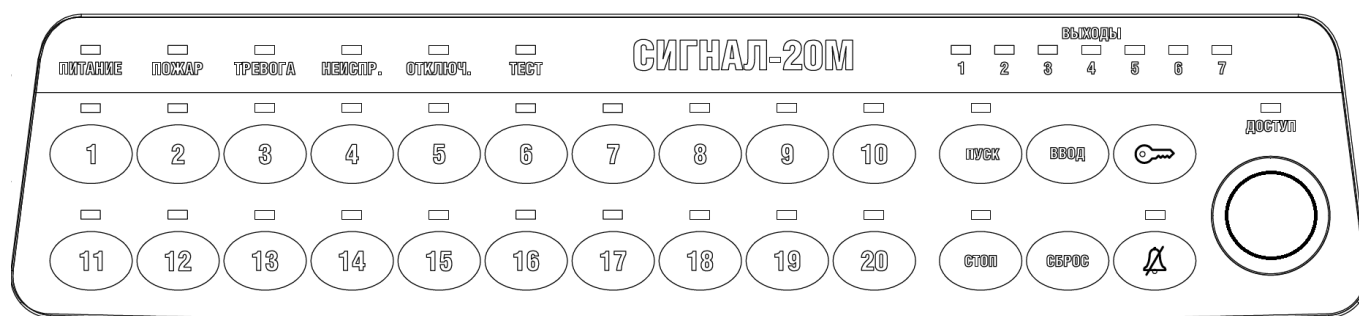 СИГНАЛ-20М
ВЫХОДЫ
ПИТАНИЕ ПОЖАР ТРЕВОГА НЕИСПР. ОТКЛЮЧ. ТЕСТ 1 2 3 4 5 6 7
ДОСТУП
1 2 3 4 5 6 7 8 9 10 ПУСК ВВОД
11 12 13 14 15 16 17 18 19 20 СТОП СБРОС